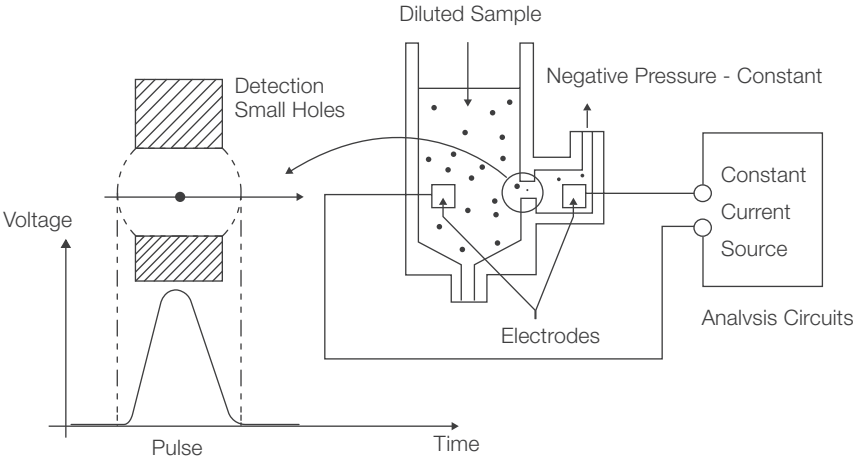 Diluted Sample
Negative Pressure - Constant
Detection
Small Holes
Constant
Current
Source
Voltage
Analvsis Circuits
Electrodes
Pulse
Time